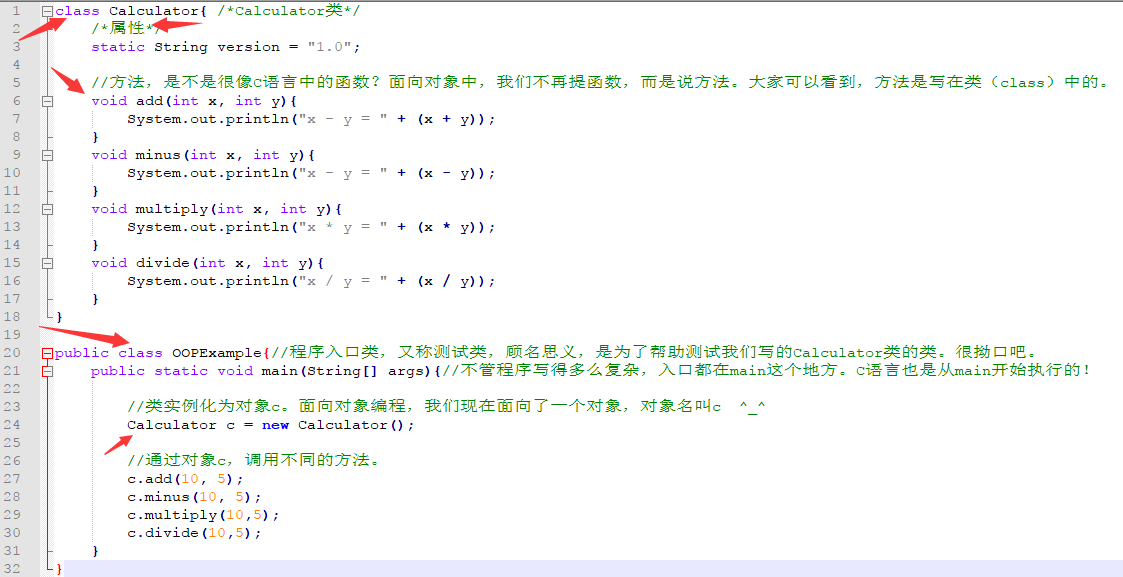 1 class Calculator{ /*Calculator类*/
2 /*属性*/
3 static String version = "1.0";
4
5 //方法，是不是很像C语言中的函数？面向对象中，我们不再提函数，而是说方法。大家可以看到，方法是写在类（class）中的。
6 void add(int x, int y){
7 System.out.println("x - y = " + (x + y));
8 }
9 void minus(int x, int y){
10 System.out.println("x - y = " + (x - y));
11 }
12 void multiply(int x, int y){
13 System.out.println("x * y = " + (x * y));
14 }
15 void divide(int x, int y){
16 System.out.println("x / y = " + (x / y));
17 }
18 }
19
20 public class OOPExample{//程序入口类，又称测试类，顾名思义，是为了帮助测试我们写的Calculator类的类。很拗口吧。
21 public static void main(String[] args){//不管程序写得多么复杂，入口都在main这个地方。C语言也是从main开始执行的！
22
23 //类实例化为对象c。面向对象编程，我们现在面向了一个对象，对象名叫c ^_^
24 Calculator c = new Calculator();
25
26 //通过对象c，调用不同的方法。
27 c.add(10, 5);
28 c.minus(10, 5);
29 c.multiply(10,5);
30 c.divide(10,5);
31 }
32 }